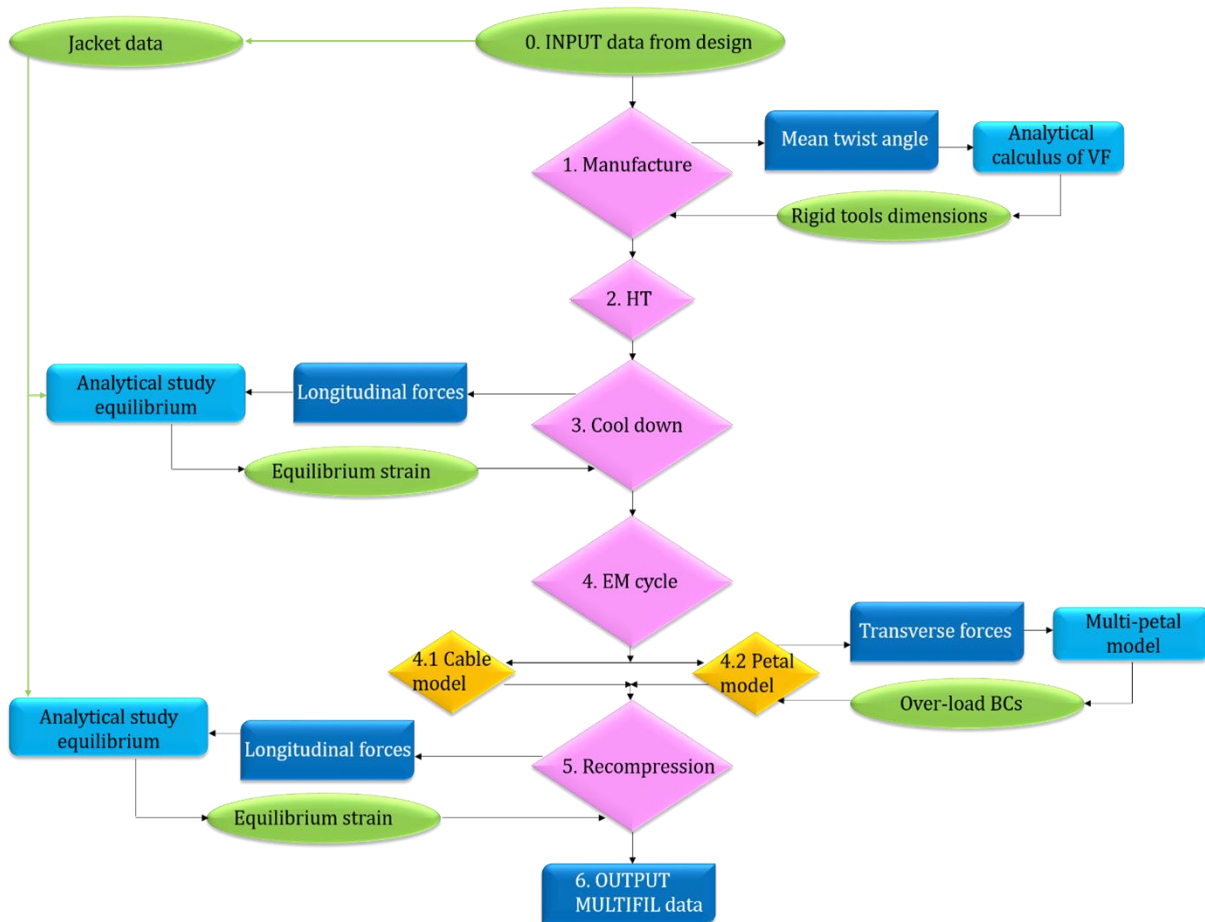 Jacket data
0. INPUT data from design
1. Manufacture
Mean twist angle
Analytical
calculus of VF
Rigid tools dimensions
2. HT
Analytical study
equilibrium
Longitudinal forces
3. Cool down
Equilibrium strain
4. EM cycle
4.1 Cable
model
4.2 Petal
model
Transverse forces
Multi-petal
model
Over-load BCs
Analytical study
equilibrium
Longitudinal forces
5. Recompression
Equilibrium strain
6. OUTPUT
MULTIFIL data